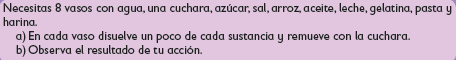 Necesitas 8 vasos con agua, una cuchara, azúcar, sal, arroz, aceite, leche, gelatina, pasta y
harina.
a) En cada vaso disuelve un poco de cada sustancia y remueve con la cuchara.
b) Observa el resultado de tu acción.